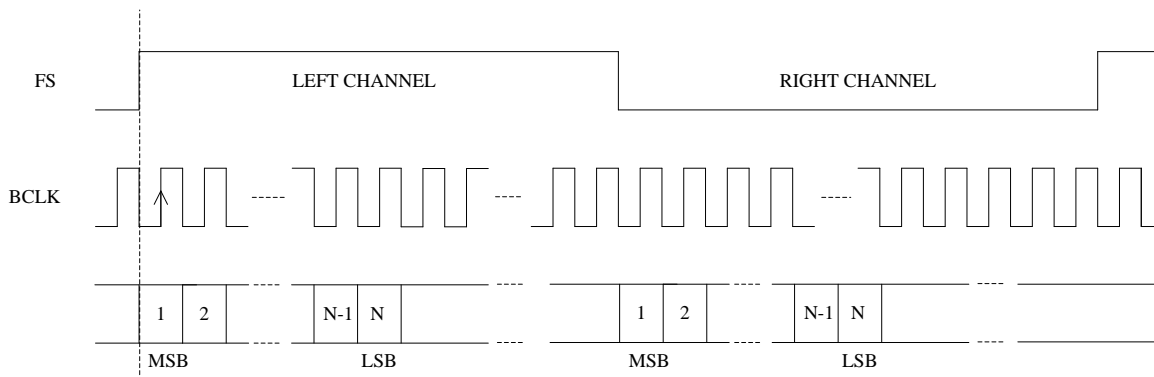 FS
LEFT CHANNEL
RIGHT CHANNEL
BCLK
1 2 N-1 N 1 2 N-1 N
MSB LSB MSB LSB